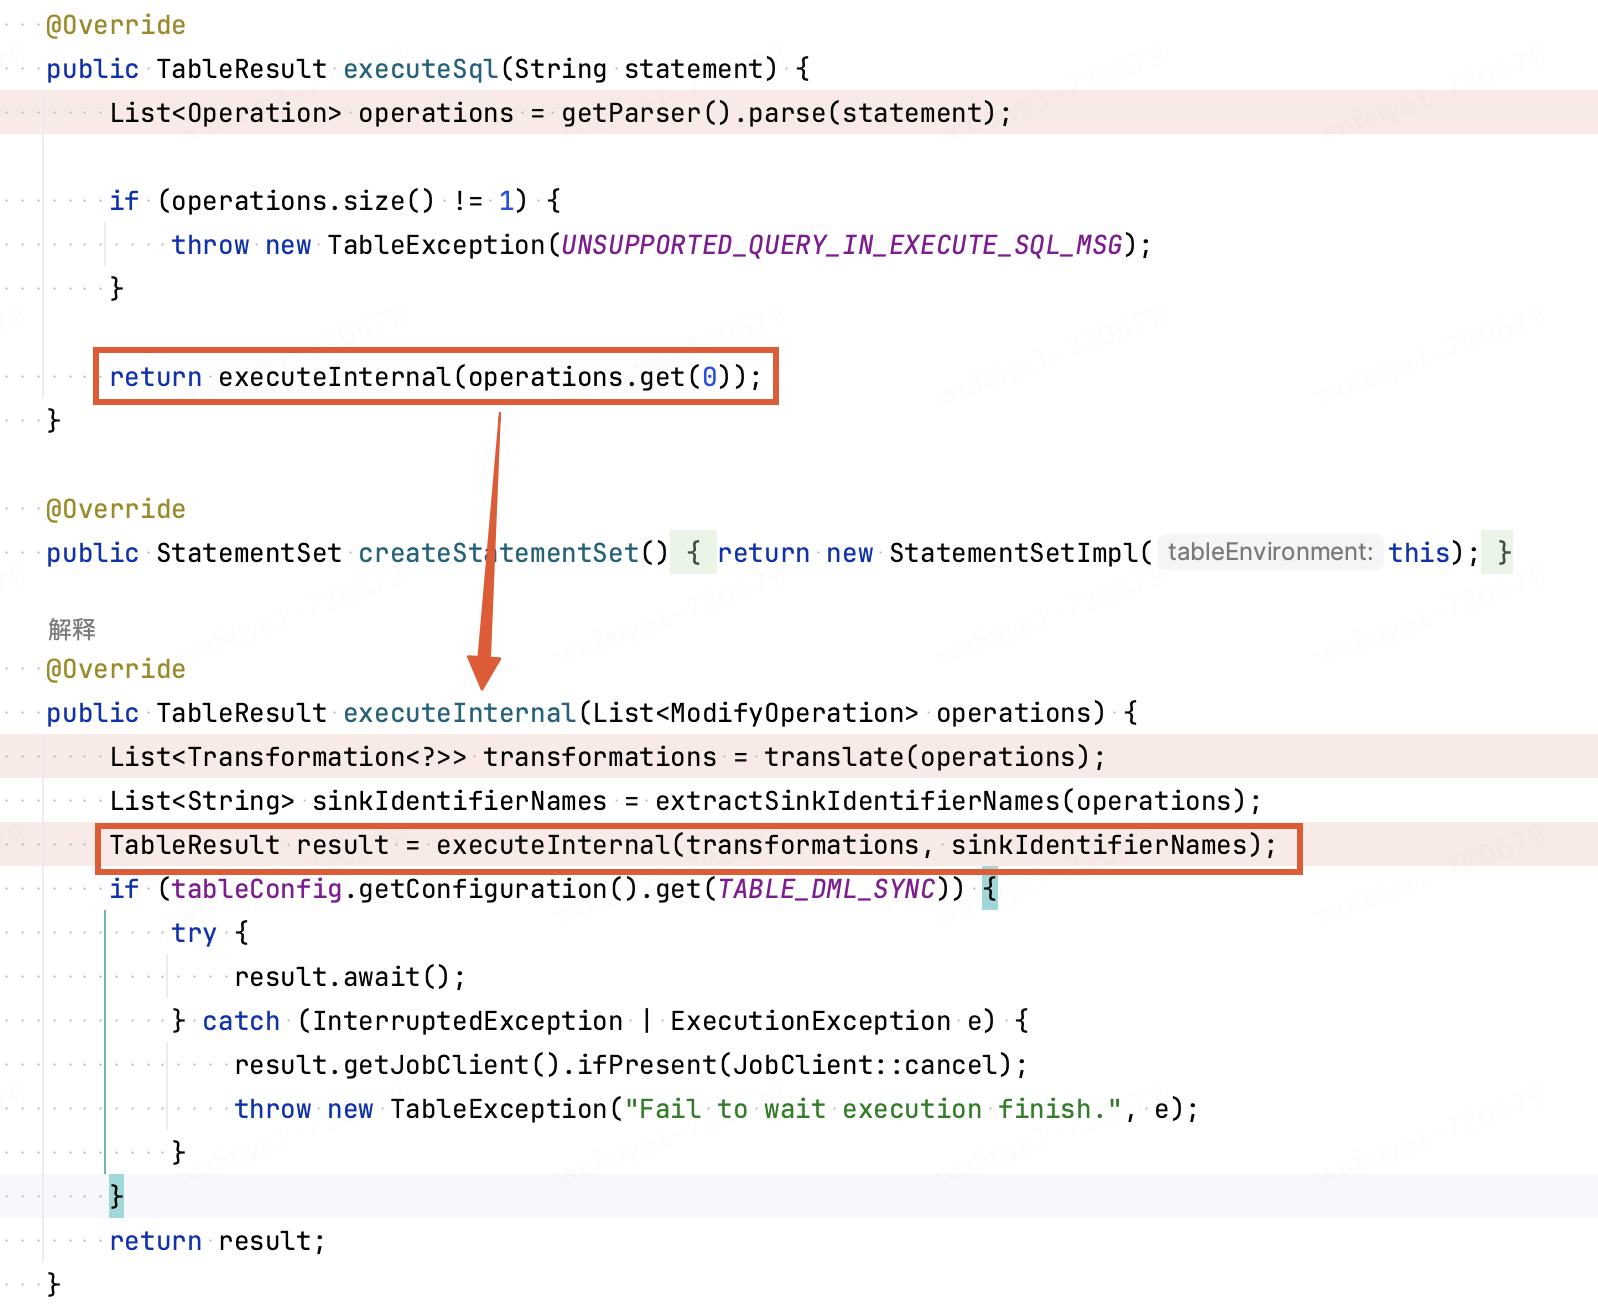 @Override
public TableResult executeSql(String statement) {
List<Operation> operations = getParser().parse(statement);
if (operations.size() != 1) {
throw new TableException(UNSUPPORTED_QUERY_IN_EXECUTE_SQL_MSG);
}
return executeInternal(operations.get(0));
}
@Override
public StatementSet createStatementSet() { return new StatementSetImpl( tableEnvironment: this); }
解释
@Override
public TableResult executeInternal(List<ModifyOperation> operations) {
List<Transformation<?>> transformations = translate(operations);
List<String> sinkIdentifierNames = extractSinkIdentifierNames(operations);
TableResult result = executeInternal(transformations, sinkIdentifierNames);
if (tableConfig.getConfiguration().get(TABLE_DML_SYNC)) {
try {
result.await();
} catch (InterruptedException | ExecutionException e) {
result.getJobClient().ifPresent(JobClient::cancel);
throw new TableException("Fail to wait execution finish.", e);
}
}
return result;
}
wufeiye1-720679